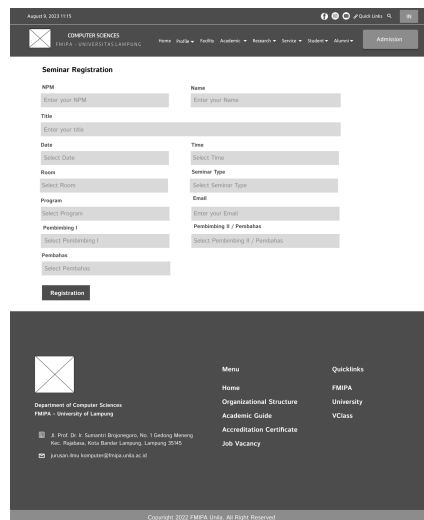 August 9, 2023 11:15
Quick Links
IN
COMPUTER SCIENCES
FMIPA - UNIVERSITAS LAMPUNG
Home Profile Facility Academic Research Service Student Alumni
Admission
Seminar Registration
NPM Name
Enter your NPM Enter your Name
Title
Enter your title
Date Time
Select Date Select Time
Room Seminar Type
Select Room Select Seminar Type
Program Email
Select Program Enter your Email
Pembimbing I Pembimbing II / Pembahas
Select Pembimbing I Select Pembimbing II / Pembahas
Pembahas
Select Pembahas
Registration
Menu Quicklinks
Home FMIPA
Organizational Structure University
Academic Guide VClass
Accreditation Certificate
Job Vacancy
Department of Computer Sciences
FMIPA - University of Lampung
Jl. Prof. Dr. Ir. Sumantri Brojonegoro, No. 1 Gedong Meneng
Kec. Rajabasa, Kota Bandar Lampung, Lampung 35145
jurusan.ilmu komputer@fmipa.unila.ac.id
Copyright 2022 FMIPA Unila. All Right Reserved